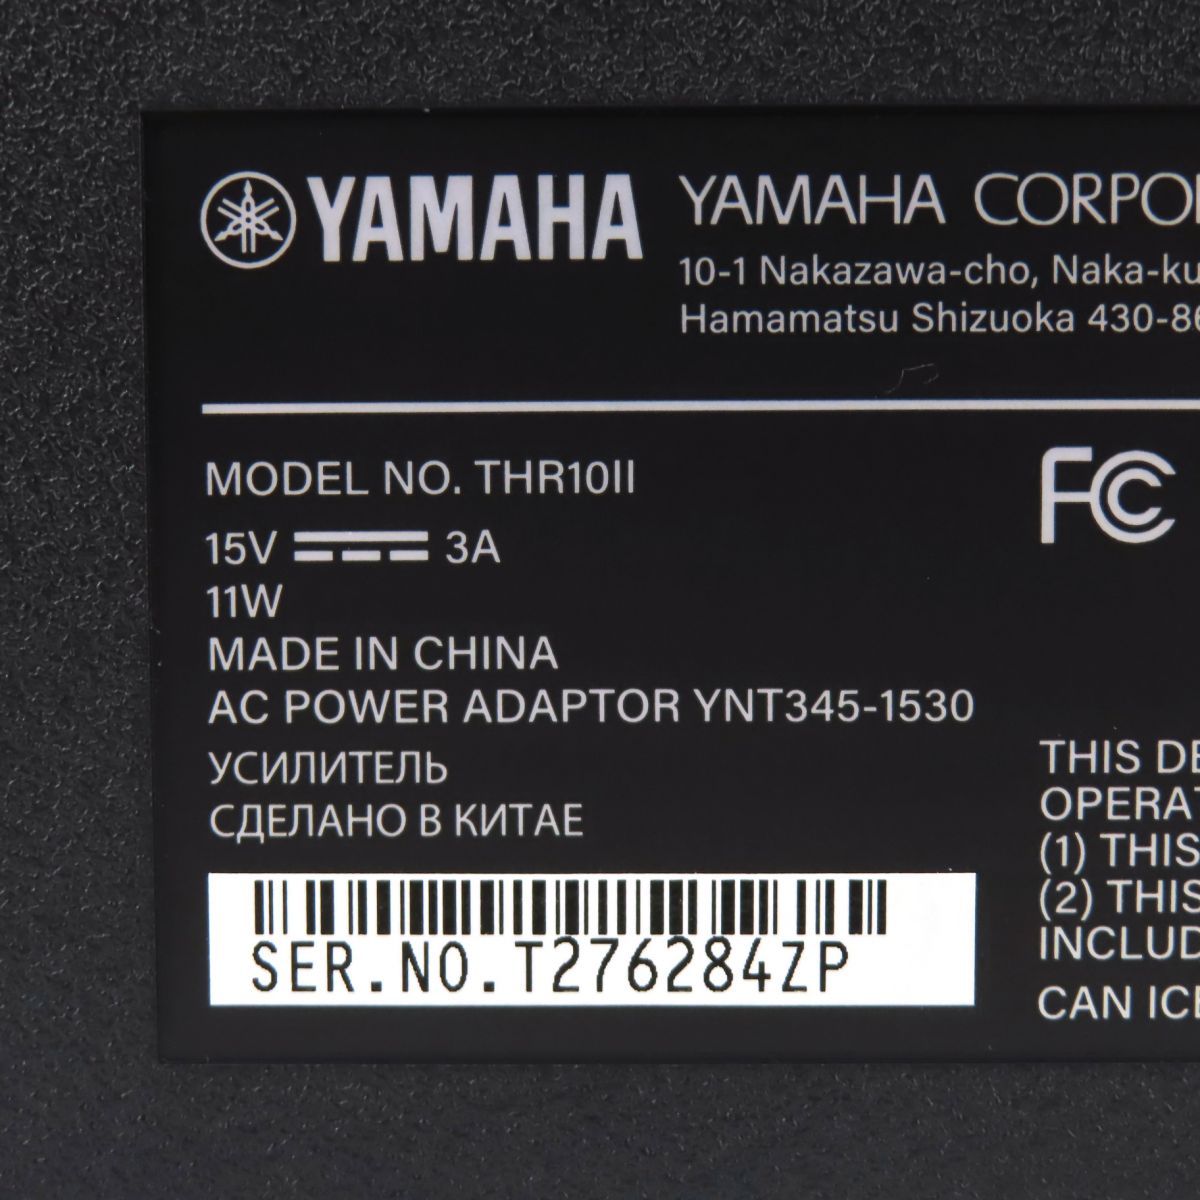 YAMAHA YAMAHA CORPO
10-1 Nakazawa-cho, Naka-ku
Hamamatsu Shizuoka 430-86
MODEL NO. THR10II
FC
15V 3A
11W
MADE IN CHINA
AC POWER ADAPTOR YNT345-1530
УСИЛИТЕЛЬ
СДЕЛАНО В КИТАЕ
SER.NO.T276284ZP
THIS DE
OPERAT
(1) THIS
(2) THIS
INCLUD
CAN ICE